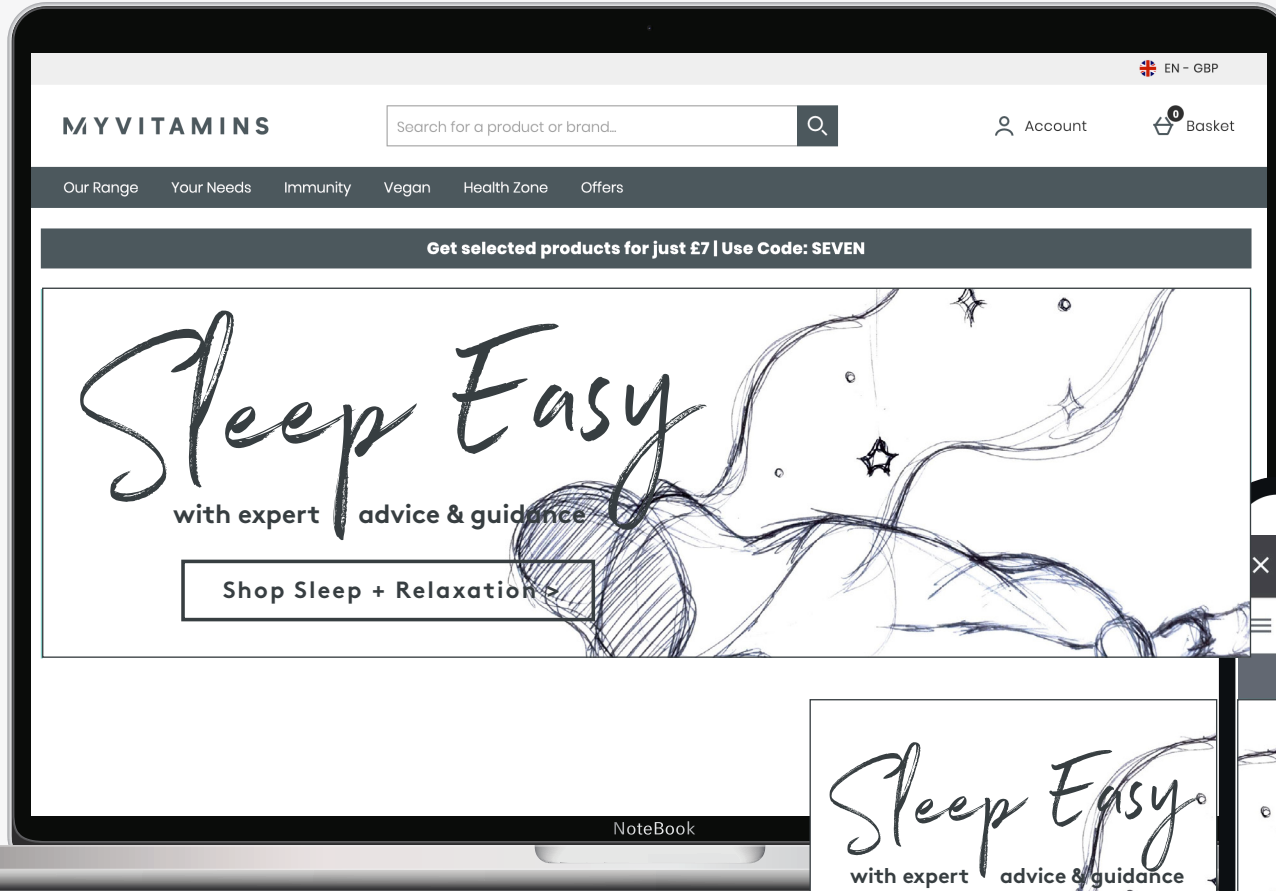 EN - GBP
MYVITAMINS
Search for a product or brand...
Account
0
Basket
Our Range
Your Needs
Immunity
Vegan
Health Zone
Offers
Get selected products for just £7 | Use Code: SEVEN
Sleep Easy
with expert advice & guidance
Shop Sleep + Relaxation >
NoteBook
Sleep Easy
with expert advice & guidance